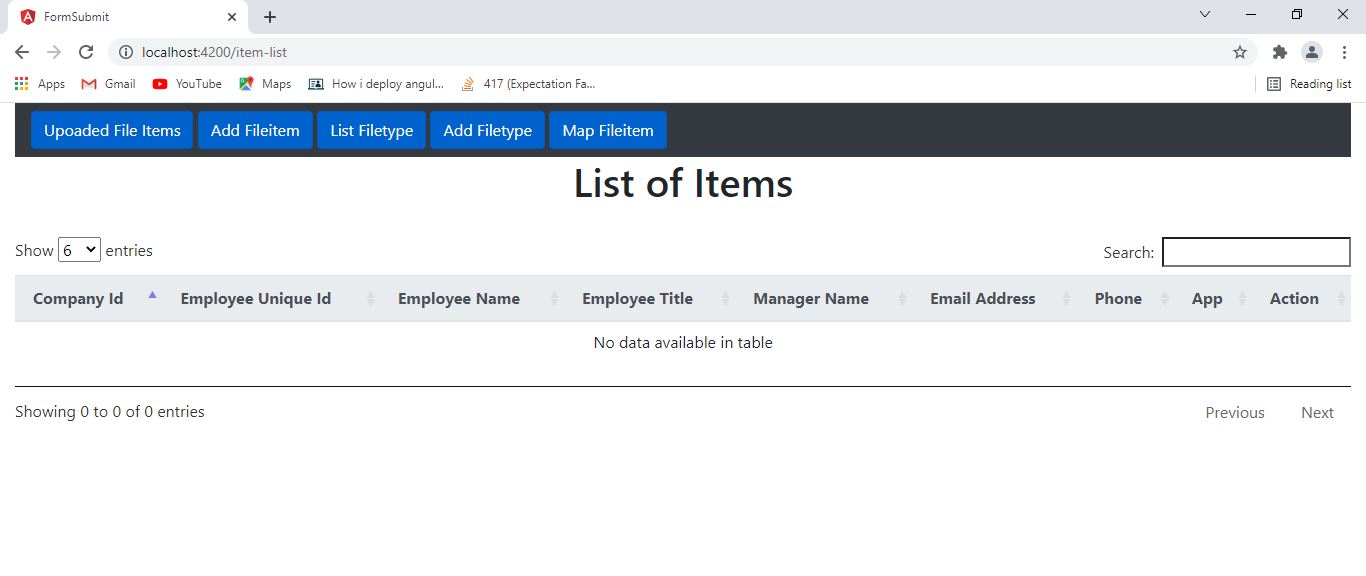 FormSubmit
localhost:4200/item-list
Apps Gmail YouTube Maps How i deploy angul... 417 (Expectation Fa... Reading list
Upoaded File Items Add Fileitem List Filetype Add Filetype Map Fileitem
List of Items
Show 6 entries Search:
Company Id Employee Unique Id Employee Name Employee Title Manager Name Email Address Phone App Action
No data available in table
Showing 0 to 0 of 0 entries Previous Next